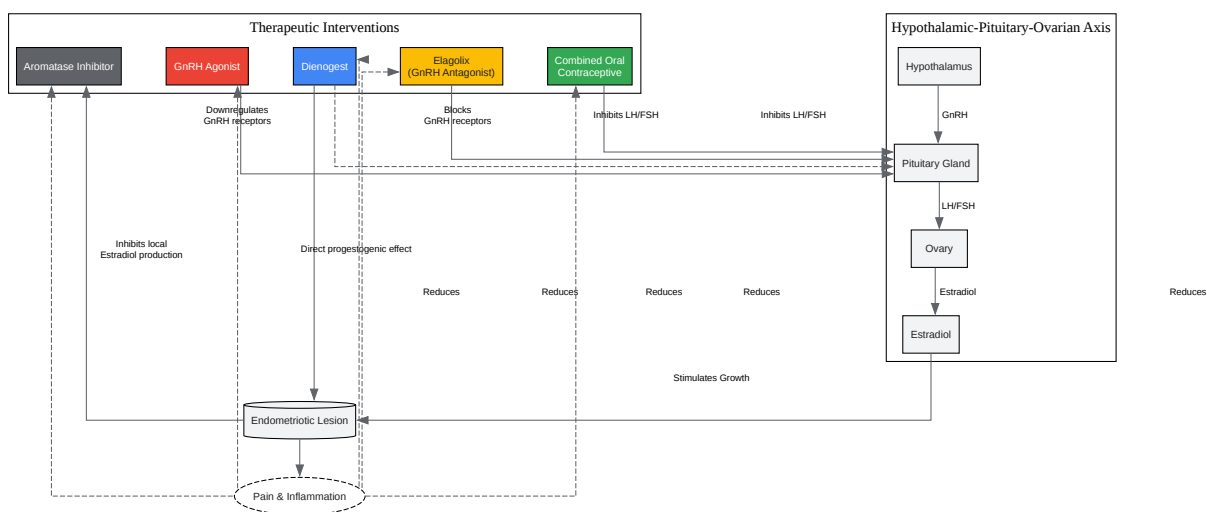 Therapeutic Interventions
Hypothalamic-Pituitary-Ovarian Axis
Aromatase Inhibitor
GnRH Agonist
Dienogest
Elagolix
(GnRH Antagonist)
Combined Oral
Contraceptive
Hypothalamus
Downregulates
GnRH receptors
Blocks
GnRH receptors
Inhibits LH/FSH
Inhibits LH/FSH
GnRH
Pituitary Gland
LH/FSH
Inhibits local
Estradiol production
Direct progestogenic effect
Ovary
Reduces
Reduces
Reduces
Reduces
Estradiol
Reduces
Estradiol
Stimulates Growth
Endometriotic Lesion
Pain & Inflammation